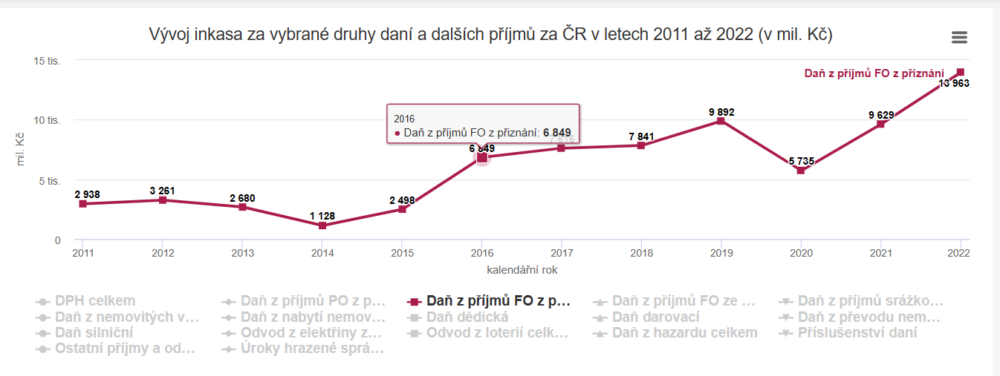 Vývoj inkasa za vybrané druhy daní a dalších příjmů za ČR v letech 2011 až 2022 (v mil. Kč)
15 tis.
10 tis.
5 tis.
0
mil. Kč
Daň z příjmů FO z přiznání
13 963
2016
Daň z příjmů FO z přiznání: 6 849
2 938
3 261
2 680
1 128
2 498
6 849
7 616
7 841
9 892
5 735
9 629
2011 2012 2013 2014 2015 2016 2017 2018 2019 2020 2021 2022
kalendářní rok
DPH celkem Daň z příjmů PO z p... Daň z příjmů FO z p... Daň z příjmů FO ze ... Daň z příjmů srážko...
Daň z nemovitých v... Daň z nabytí nemov... Daň dědická Daň darovací Daň z převodu nem...
Daň silniční Odvod z elektřiny z... Odvod z loterií celk... Daň z hazardu celkem Příslušenství daní
Ostatní příjmy a od... Úroky hrazené sprá...